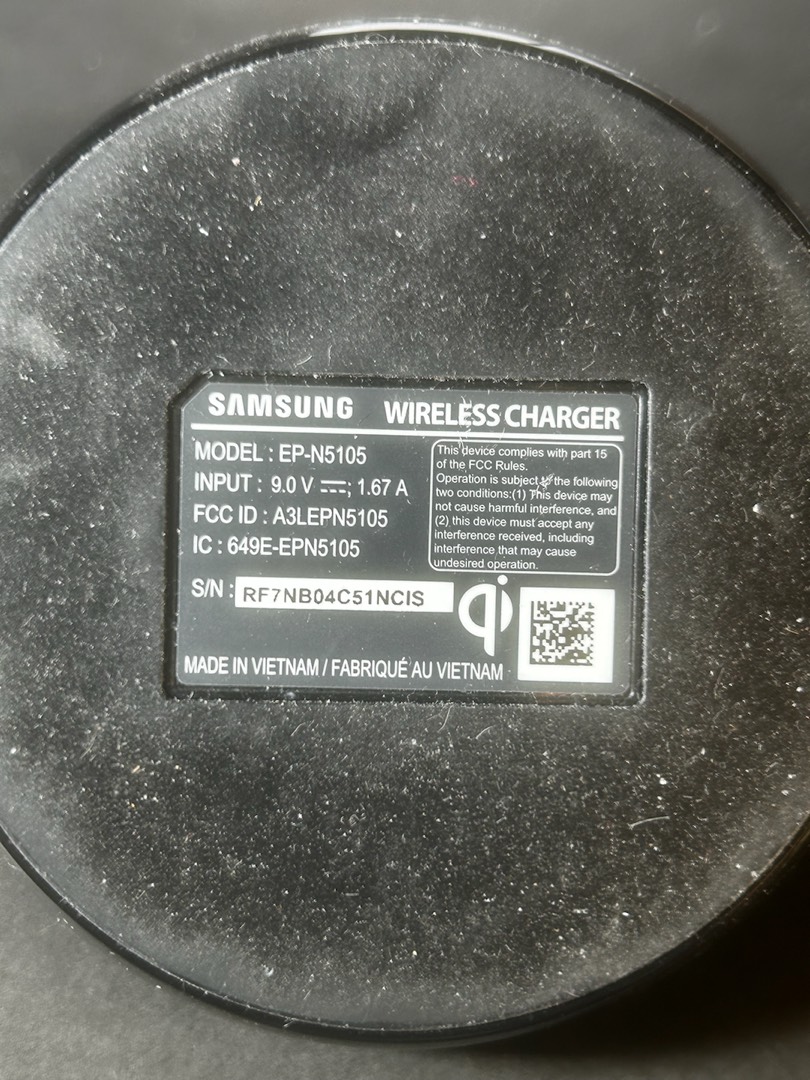 SAMSUNG WIRELESS CHARGER
MODEL : EP-N5105
INPUT : 9.0 V ⎓; 1.67 A
FCC ID : A3LEPN5105
IC : 649E-EPN5105
This device complies with part 15
of the FCC Rules.
Operation is subject to the following
two conditions:(1) This device may
not cause harmful interference, and
(2) this device must accept any
interference received, including
interference that may cause
undesired operation.
S/N : RF7NB04C51NCIS
qi
MADE IN VIETNAM / FABRIQUÉ AU VIETNAM